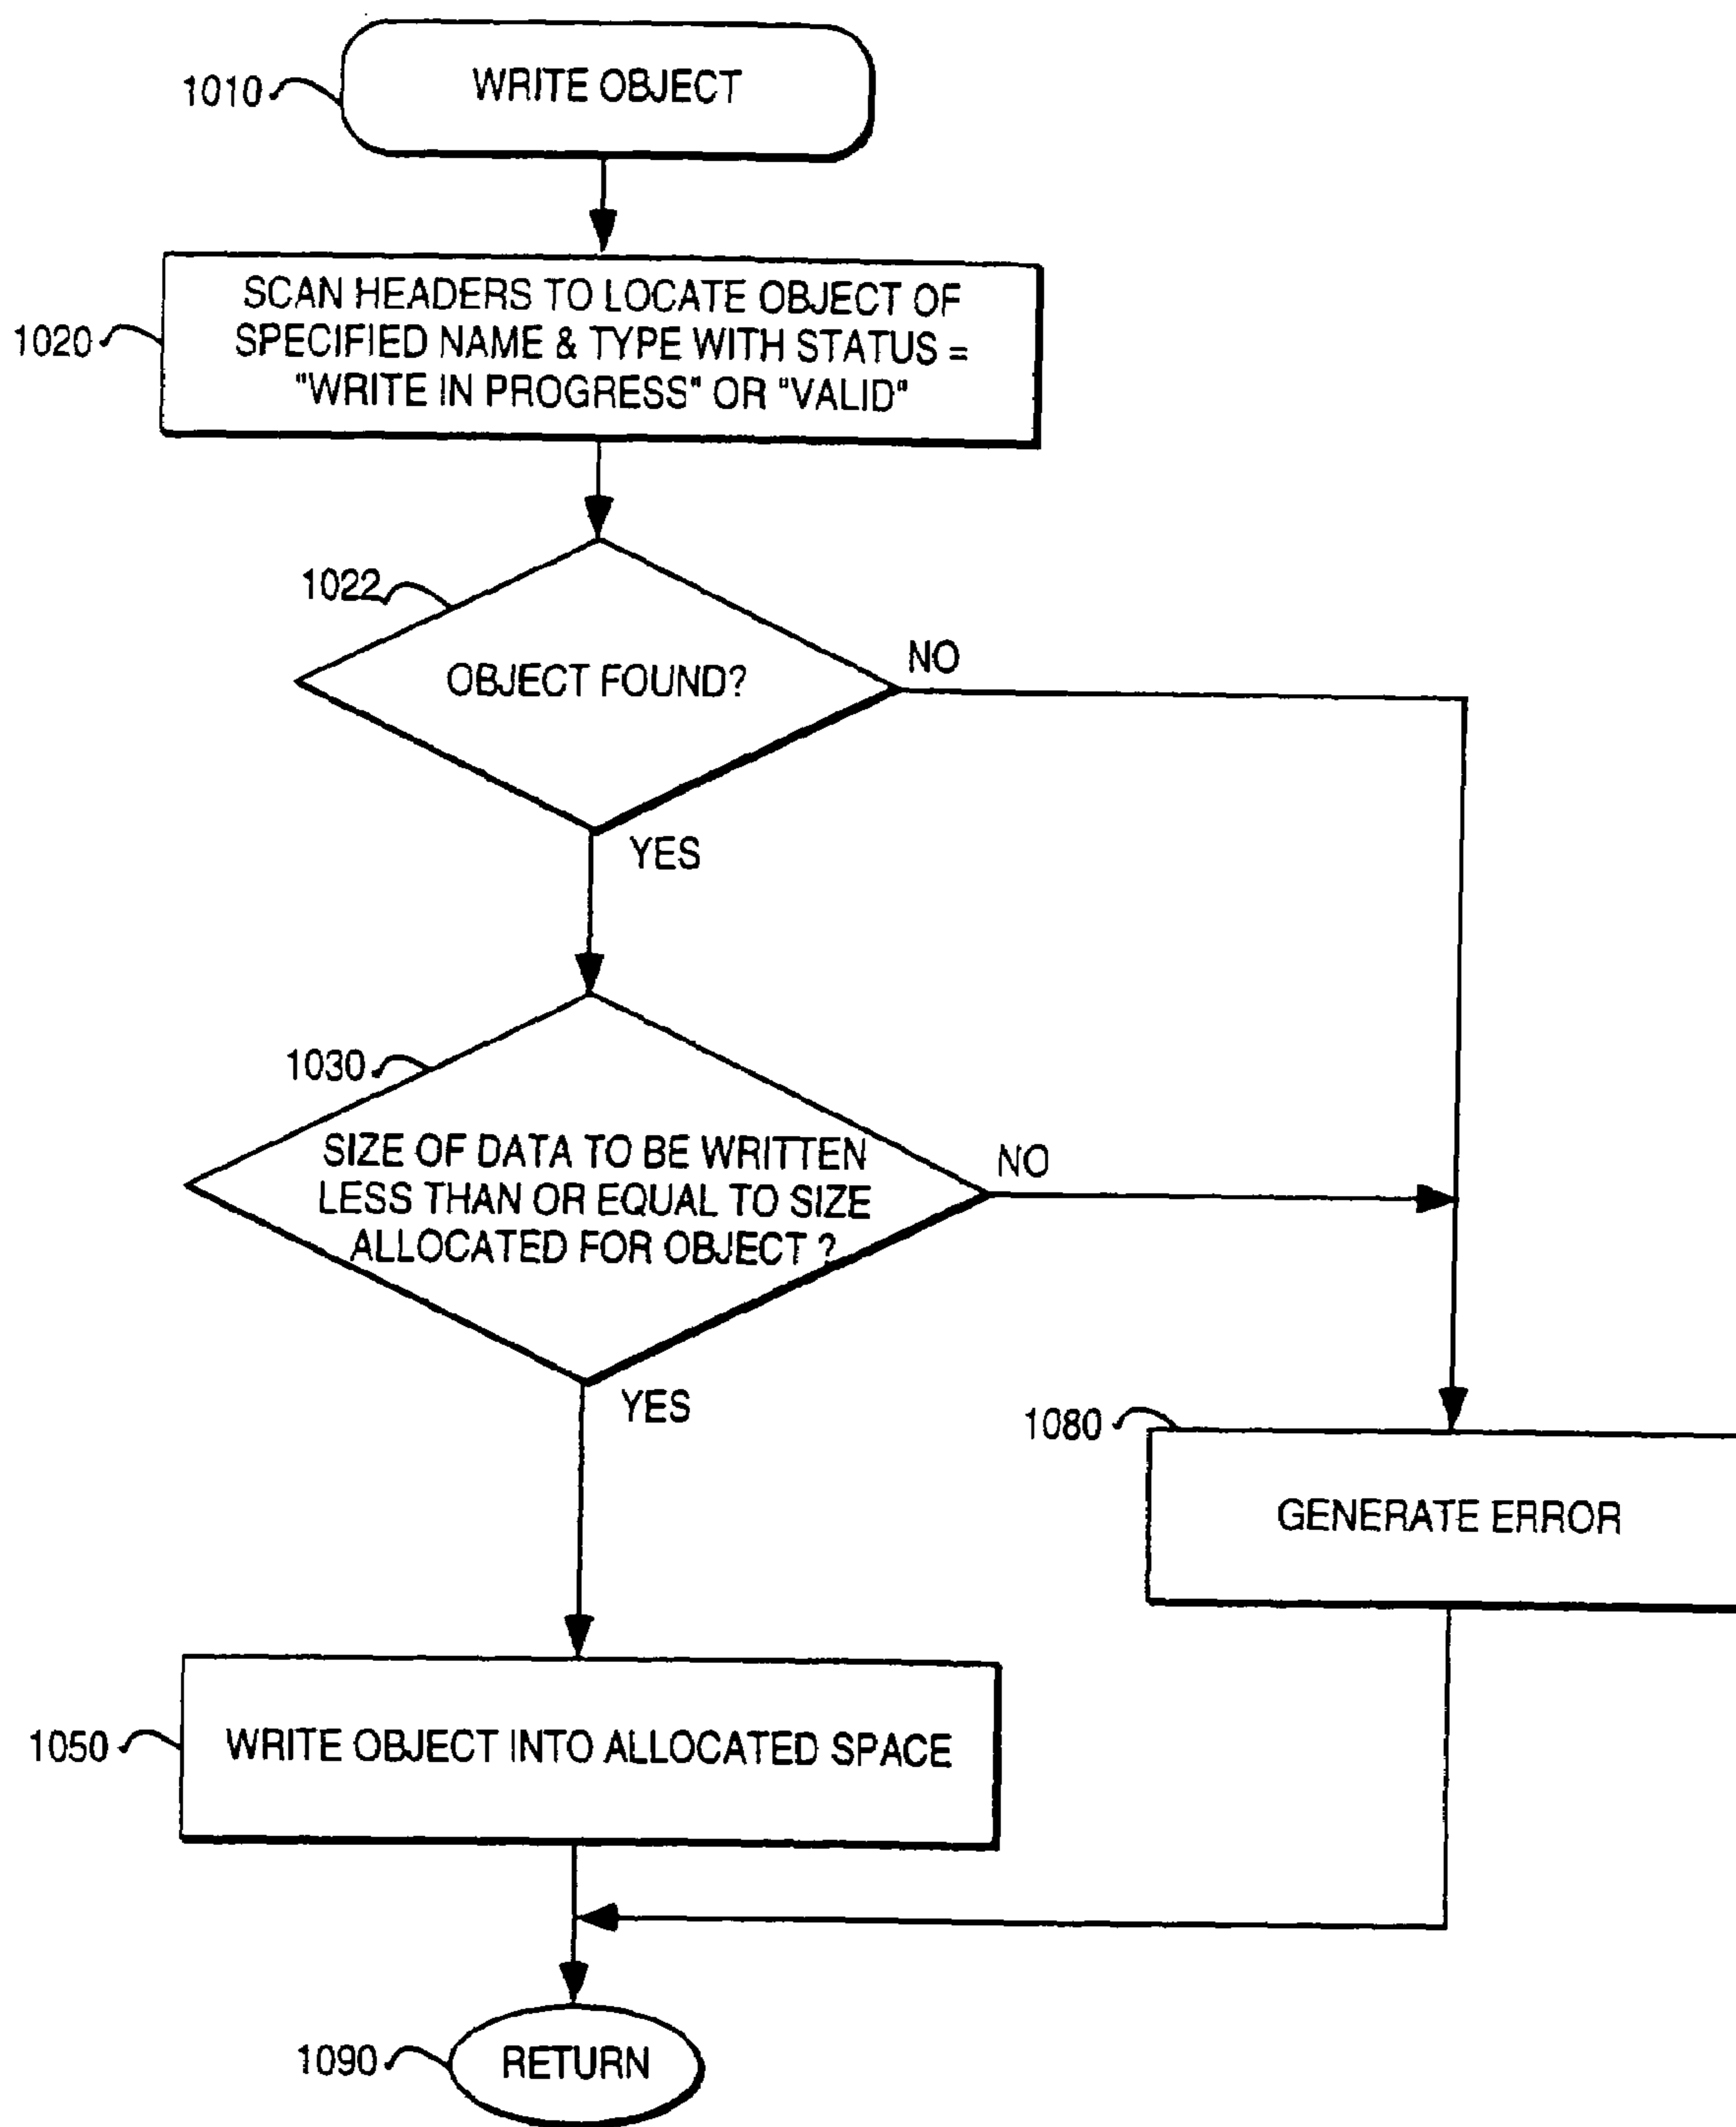 1010
WRITE OBJECT
1020
SCAN HEADERS TO LOCATE OBJECT OF
SPECIFIED NAME & TYPE WITH STATUS =
"WRITE IN PROGRESS" OR "VALID"
1022
OBJECT FOUND?
NO
YES
1030
SIZE OF DATA TO BE WRITTEN
LESS THAN OR EQUAL TO SIZE
ALLOCATED FOR OBJECT ?
NO
YES
1080
GENERATE ERROR
1050
WRITE OBJECT INTO ALLOCATED SPACE
1090
RETURN